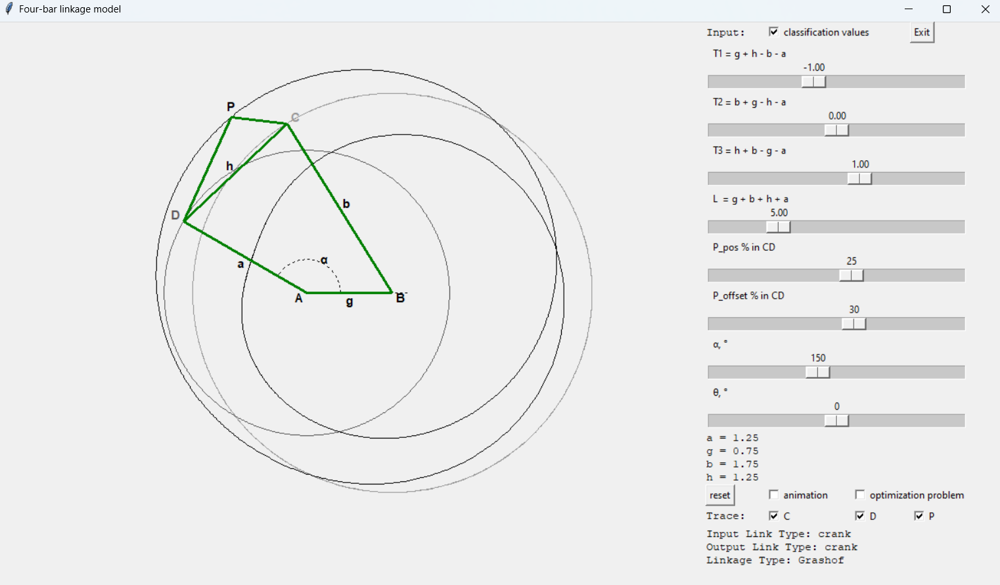 Four-bar linkage model
Input: classification values Exit
T1 = g + h - b - a
-1.00
T2 = b + g - h - a
0.00
T3 = h + b - g - a
1.00
L = g + b + h + a
5.00
P_pos % in CD
25
P_offset % in CD
30
α, °
150
θ, °
0
a = 1.25
g = 0.75
b = 1.75
h = 1.25
reset animation optimization problem
Trace: C D P
Input Link Type: crank
Output Link Type: crank
Linkage Type: Grashof
P
C
h
D
b
a
α
A
g
B